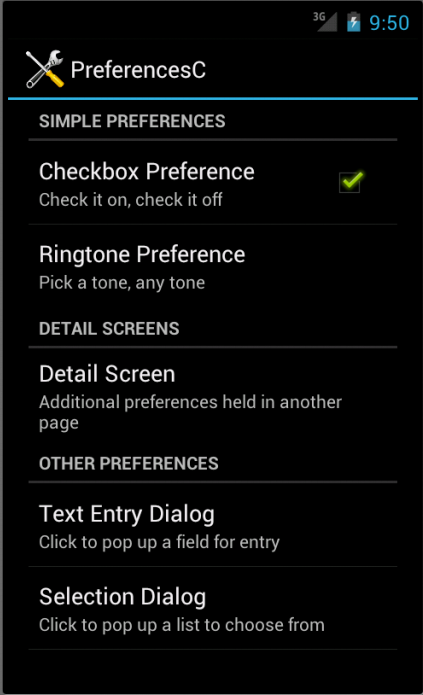 3G 9:50
PreferencesC
SIMPLE PREFERENCES
Checkbox Preference
Check it on, check it off
Ringtone Preference
Pick a tone, any tone
DETAIL SCREENS
Detail Screen
Additional preferences held in another
page
OTHER PREFERENCES
Text Entry Dialog
Click to pop up a field for entry
Selection Dialog
Click to pop up a list to choose from